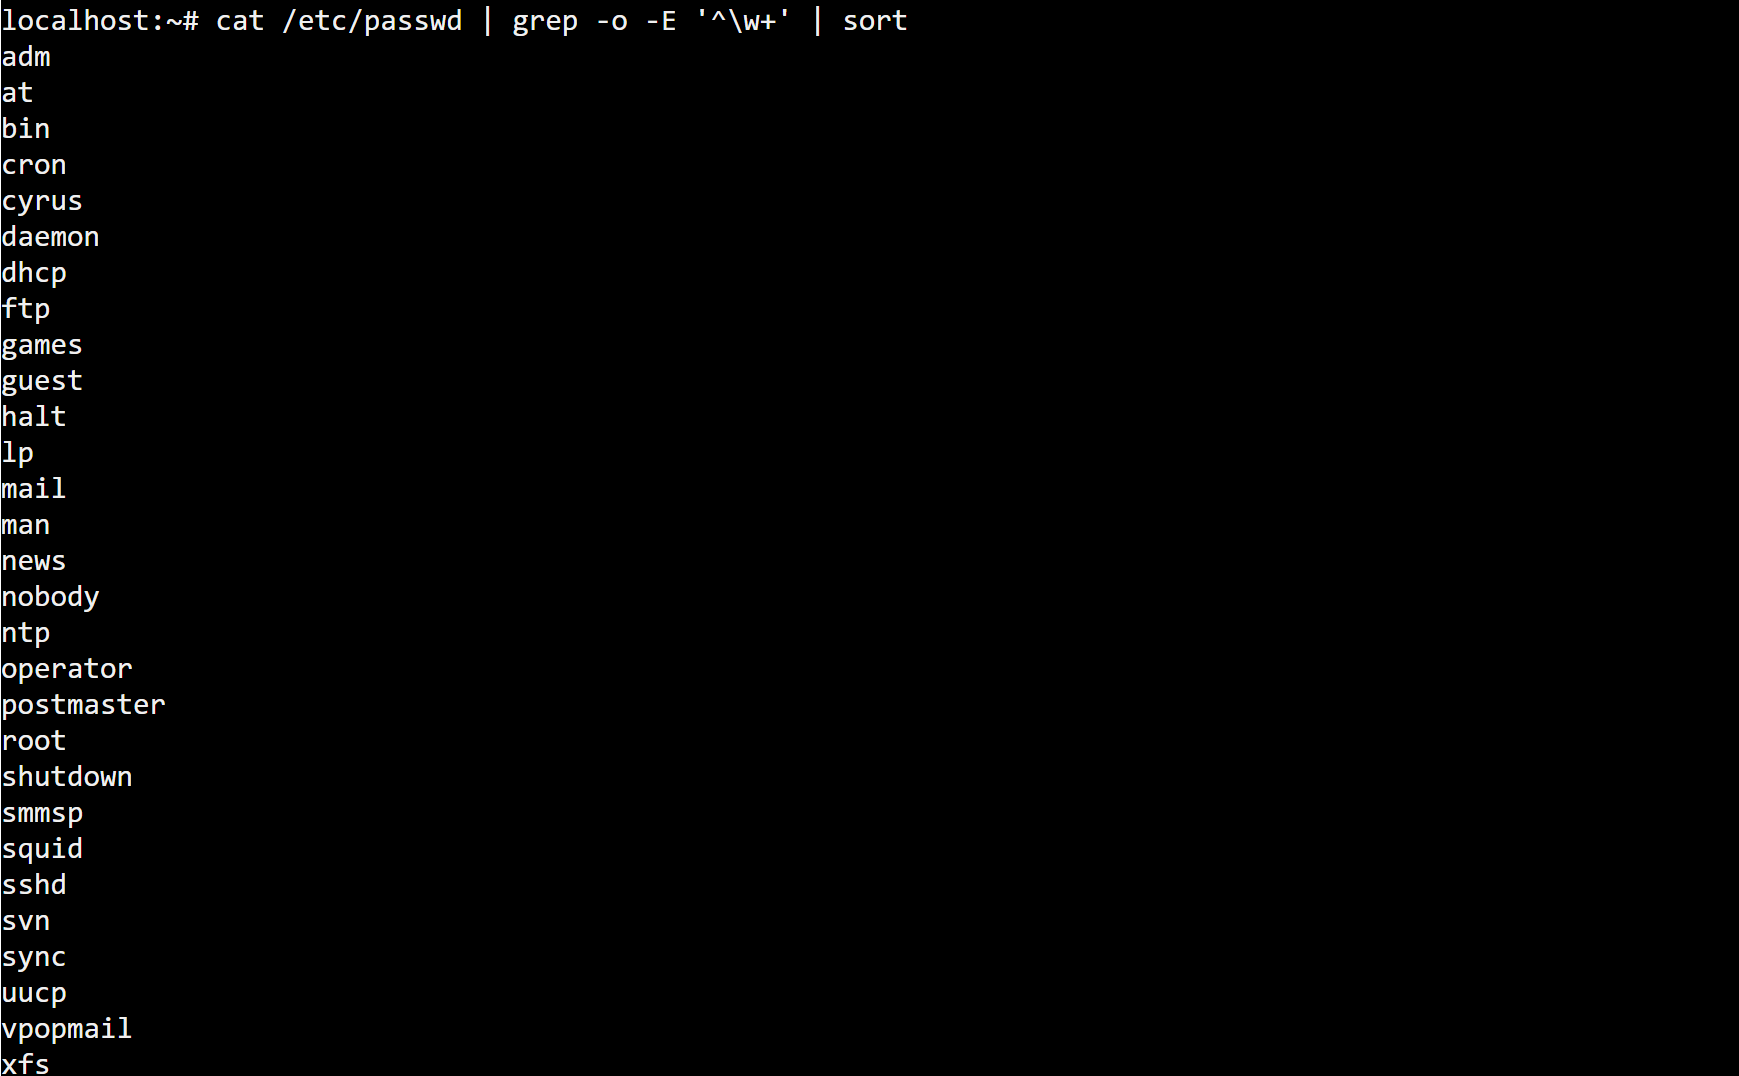 localhost:~# cat /etc/passwd | grep -o -E '^\w+' | sort
adm
at
bin
cron
cyrus
daemon
dhcp
ftp
games
guest
halt
lp
mail
man
news
nobody
ntp
operator
postmaster
root
shutdown
smmsp
squid
sshd
svn
sync
uucp
vpopmail
xfs